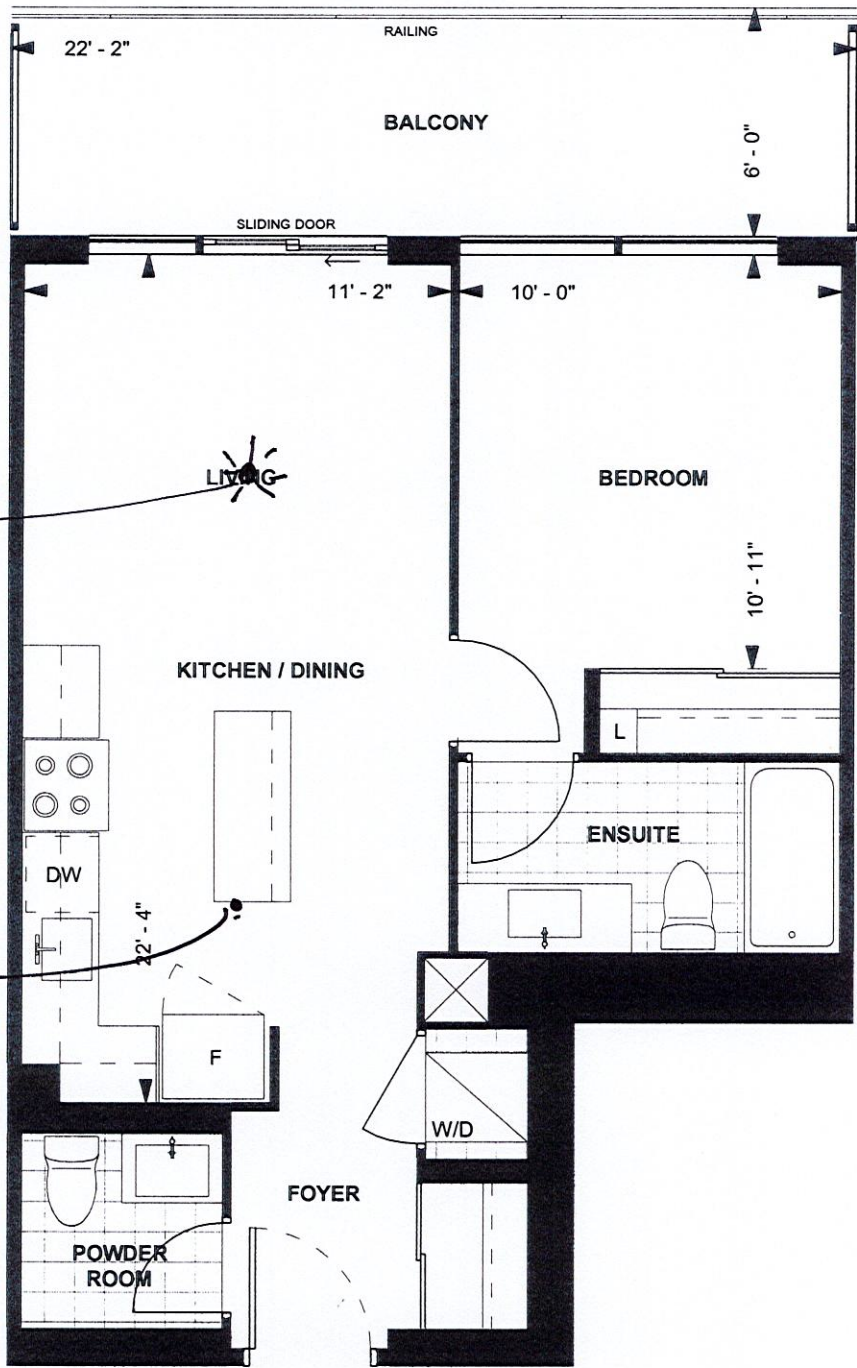 RAILING
22' - 2"
BALCONY
6' - 0"
SLIDING DOOR
11' - 2"
10' - 0"
LIVING
BEDROOM
10' - 11"
KITCHEN / DINING
L
ENSUITE
DW
22' - 4"
F
W/D
FOYER
POWDER
ROOM